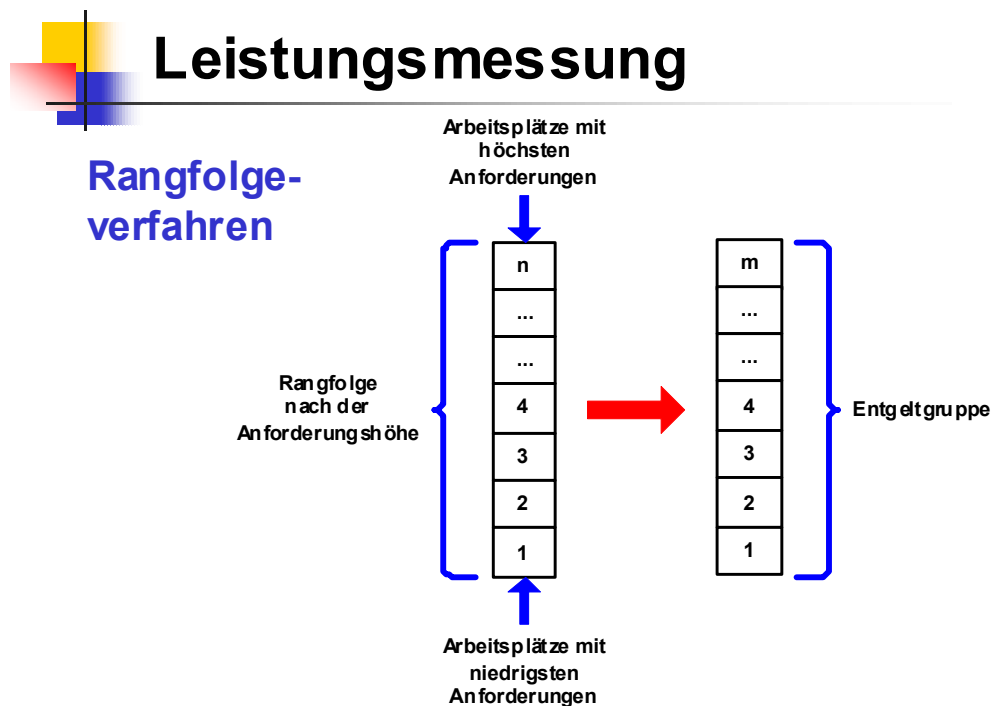 Leistungsmessung
Rangfolge-
verfahren
Arbeitsplätze mit
höchsten
Anforderungen
n
...
...
4
3
2
1
Rangfolge
nach der
Anforderungshöhe
Arbeitsplätze mit
niedrigsten
Anforderungen
m
...
...
4
3
2
1
Entgeltgruppe